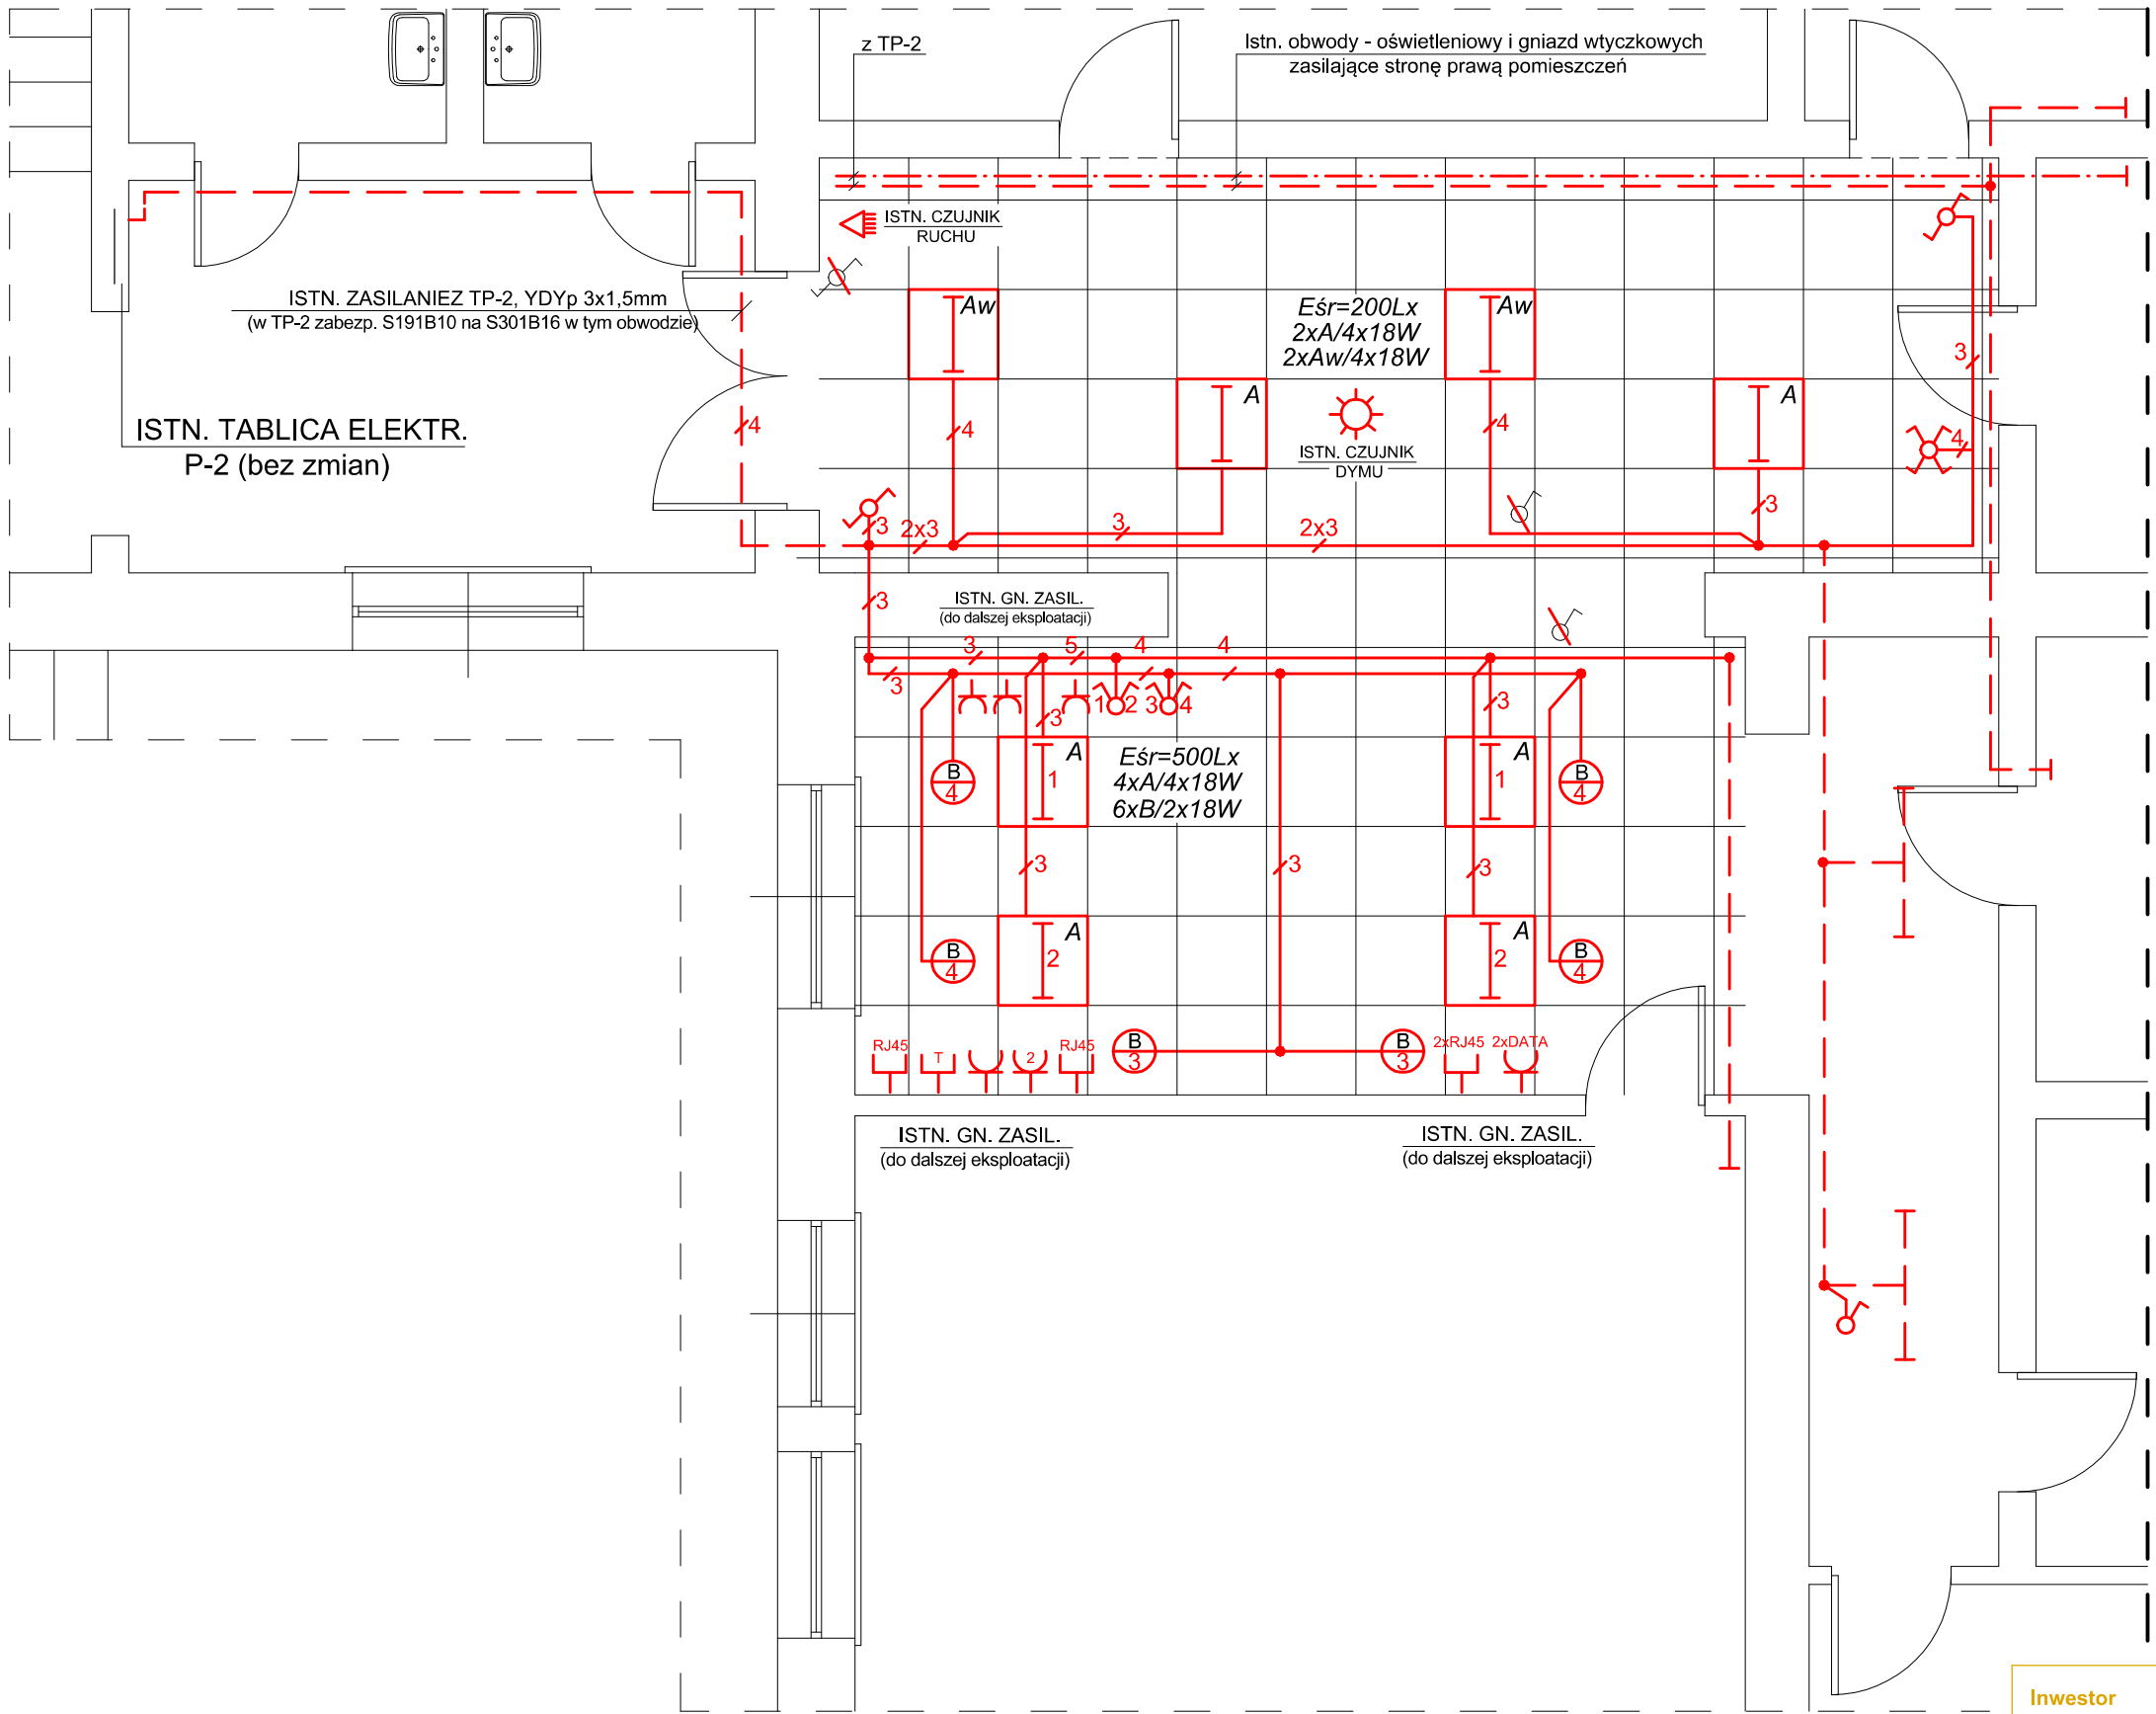 z TP-2
Istn. obwody - oświetleniowy i gniazd wtyczkowych
zasilające stronę prawą pomieszczeń
ISTN. CZUJNIK
RUCHU
ISTN. ZASILANIEZ TP-2, YDYp 3x1,5mm
(w TP-2 zabezp. S191B10 na S301B16 w tym obwodzie)
Aw
Eśr=200Lx
2xA/4x18W
2xAw/4x18W
Aw
3
A
A
ISTN. TABLICA ELEKTR.
P-2 (bez zmian)
4
4
4
4
ISTN. CZUJNIK
DYMU
3
2x3
3
2x3
3
3
ISTN. GN. ZASIL.
(do dalszej eksploatacji)
3
5
4
4
3
1
2
3
4
3
3
A
1
Eśr=500Lx
4xA/4x18W
6xB/2x18W
A
1
B
4
B
4
3
3
3
A
2
A
2
B
4
B
4
RJ45
T
2
RJ45
B
3
B
3
2xRJ45
2xDATA
ISTN. GN. ZASIL.
(do dalszej eksploatacji)
ISTN. GN. ZASIL.
(do dalszej eksploatacji)
Inwestor